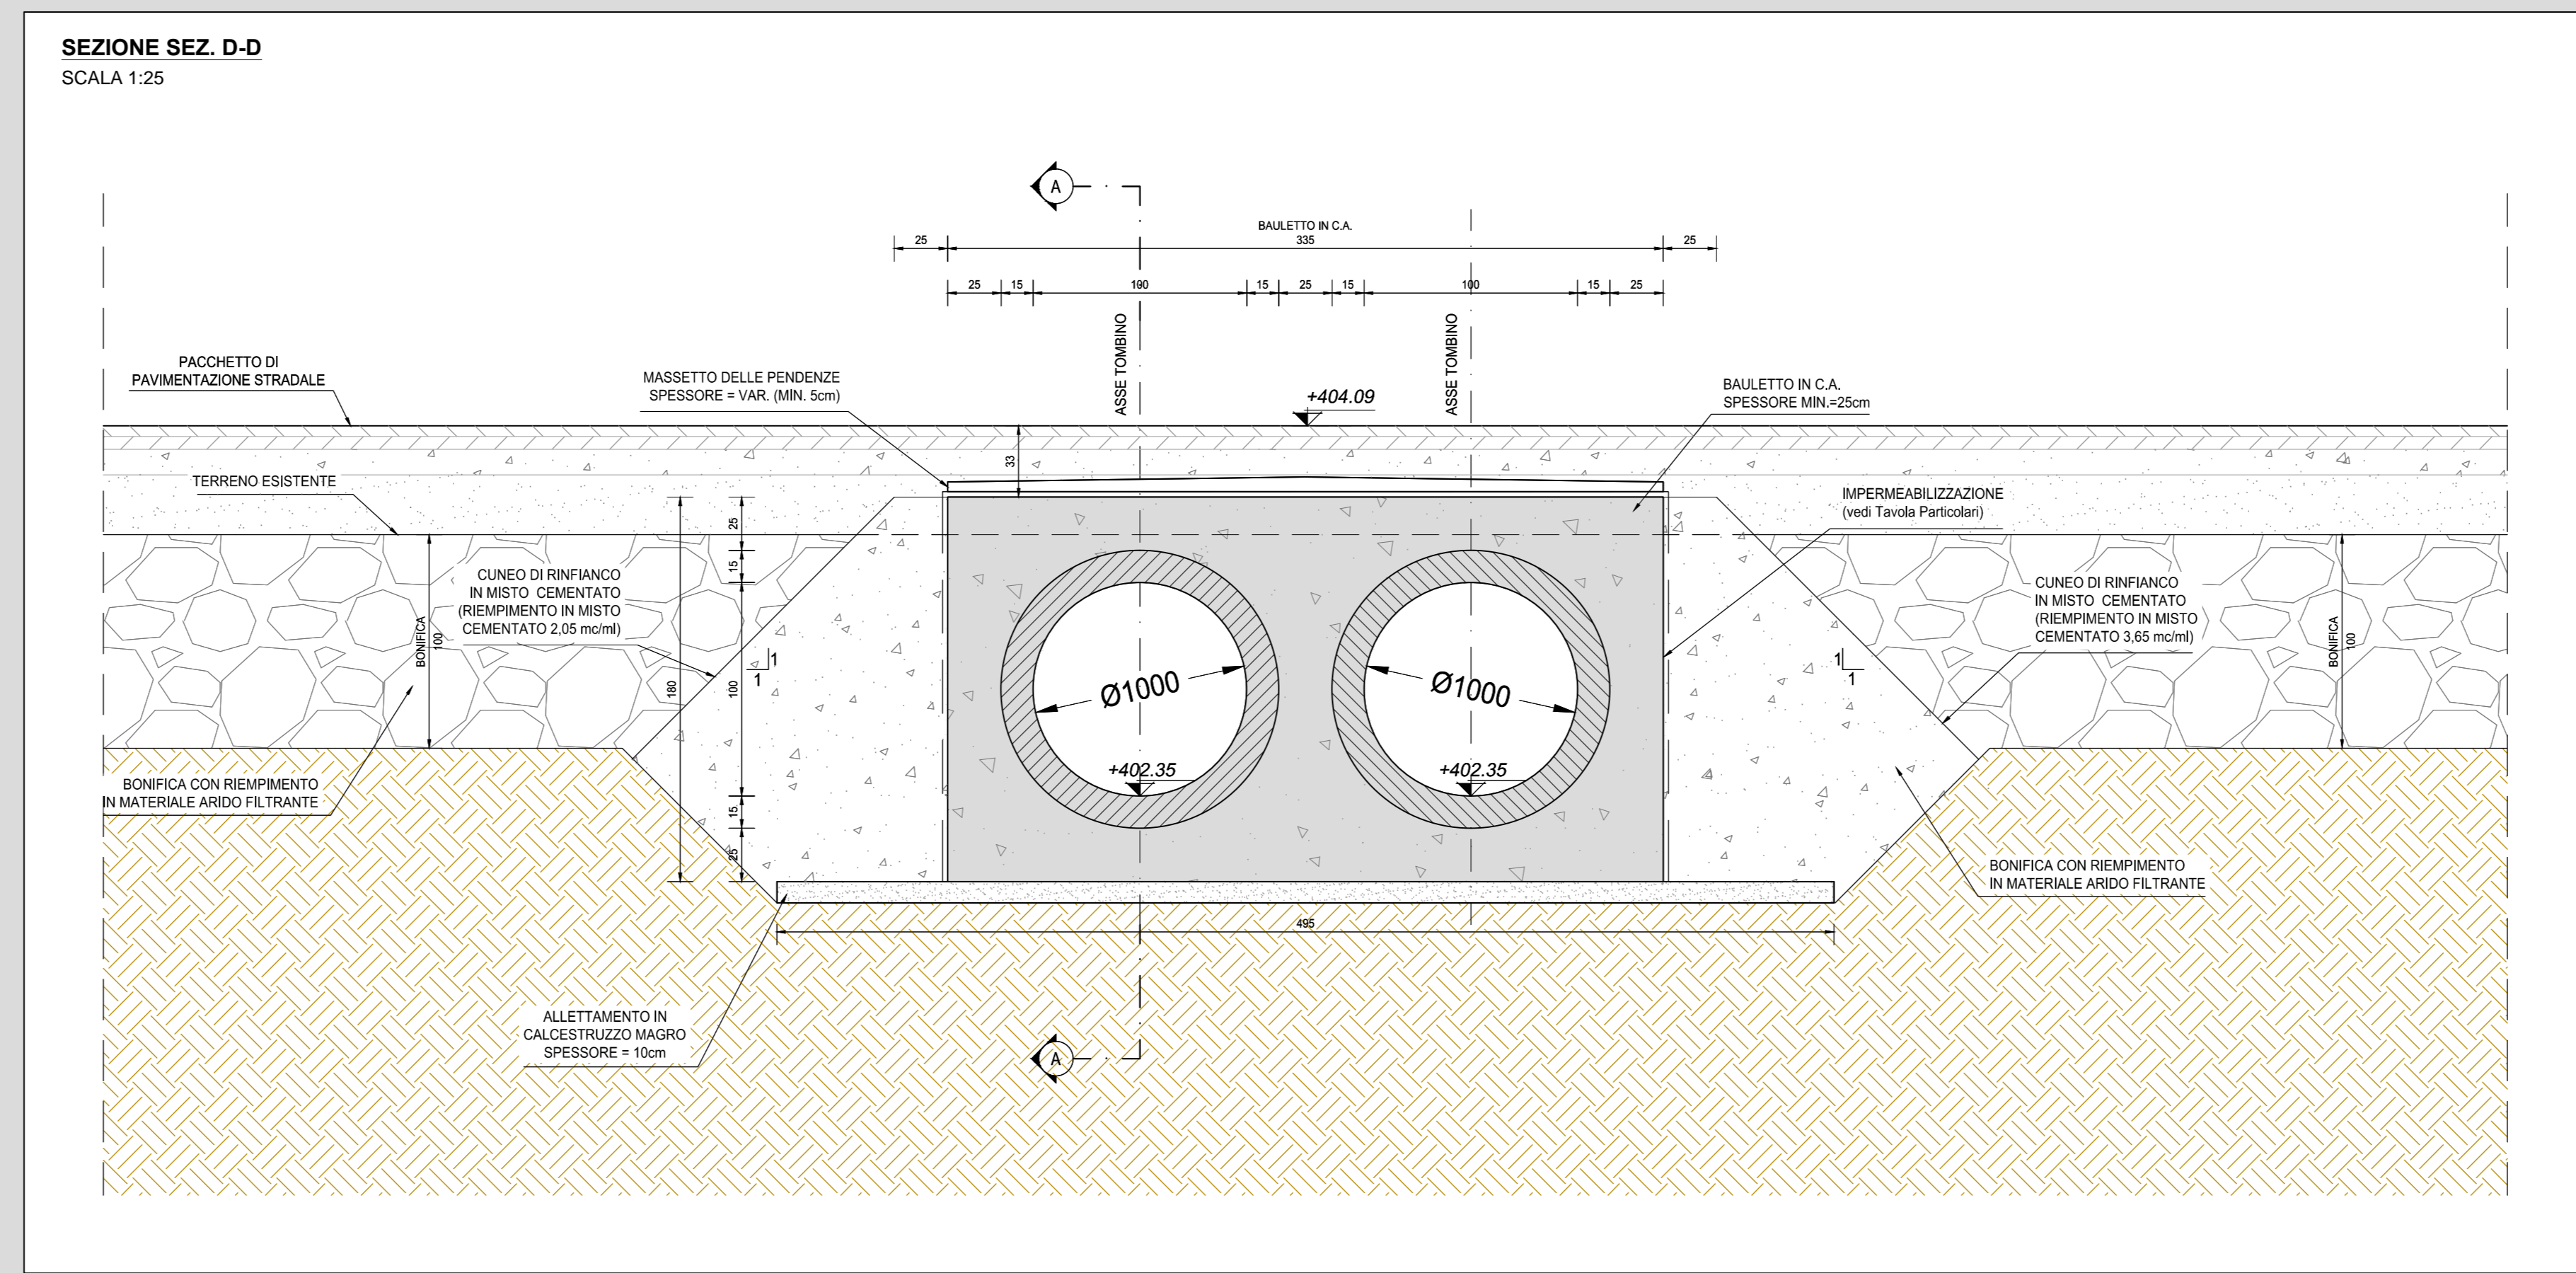 SEZIONE SEZ. D-D
SCALA 1:25
A
BAULETTO IN C.A.
25
335
25
25
15
100
15
25
15
100
15
25
ASSE TOMBINO
ASSE TOMBINO
PACCHETTO DI
PAVIMENTAZIONE STRADALE
MASSETTO DELLE PENDENZE
SPESSORE = VAR. (MIN. 5cm)
+404.09
BAULETTO IN C.A.
SPESSORE MIN.=25cm
33
TERRENO ESISTENTE
IMPERMEABILIZZAZIONE
(vedi Tavola Particolari)
25
15
100
15
25
180
CUNEO DI RINFIANCO
IN MISTO  CEMENTATO
(RIEMPIMENTO IN MISTO
CEMENTATO 2,05 mc/ml)
BONIFICA
100
1
1
Ø1000
Ø1000
1
1
CUNEO DI RINFIANCO
IN MISTO  CEMENTATO
(RIEMPIMENTO IN MISTO
CEMENTATO 3,65 mc/ml)
BONIFICA
100
+402.35
+402.35
BONIFICA CON RIEMPIMENTO
IN MATERIALE ARIDO FILTRANTE
BONIFICA CON RIEMPIMENTO
IN MATERIALE ARIDO FILTRANTE
495
ALLETTAMENTO IN
CALCESTRUZZO MAGRO
SPESSORE = 10cm
A